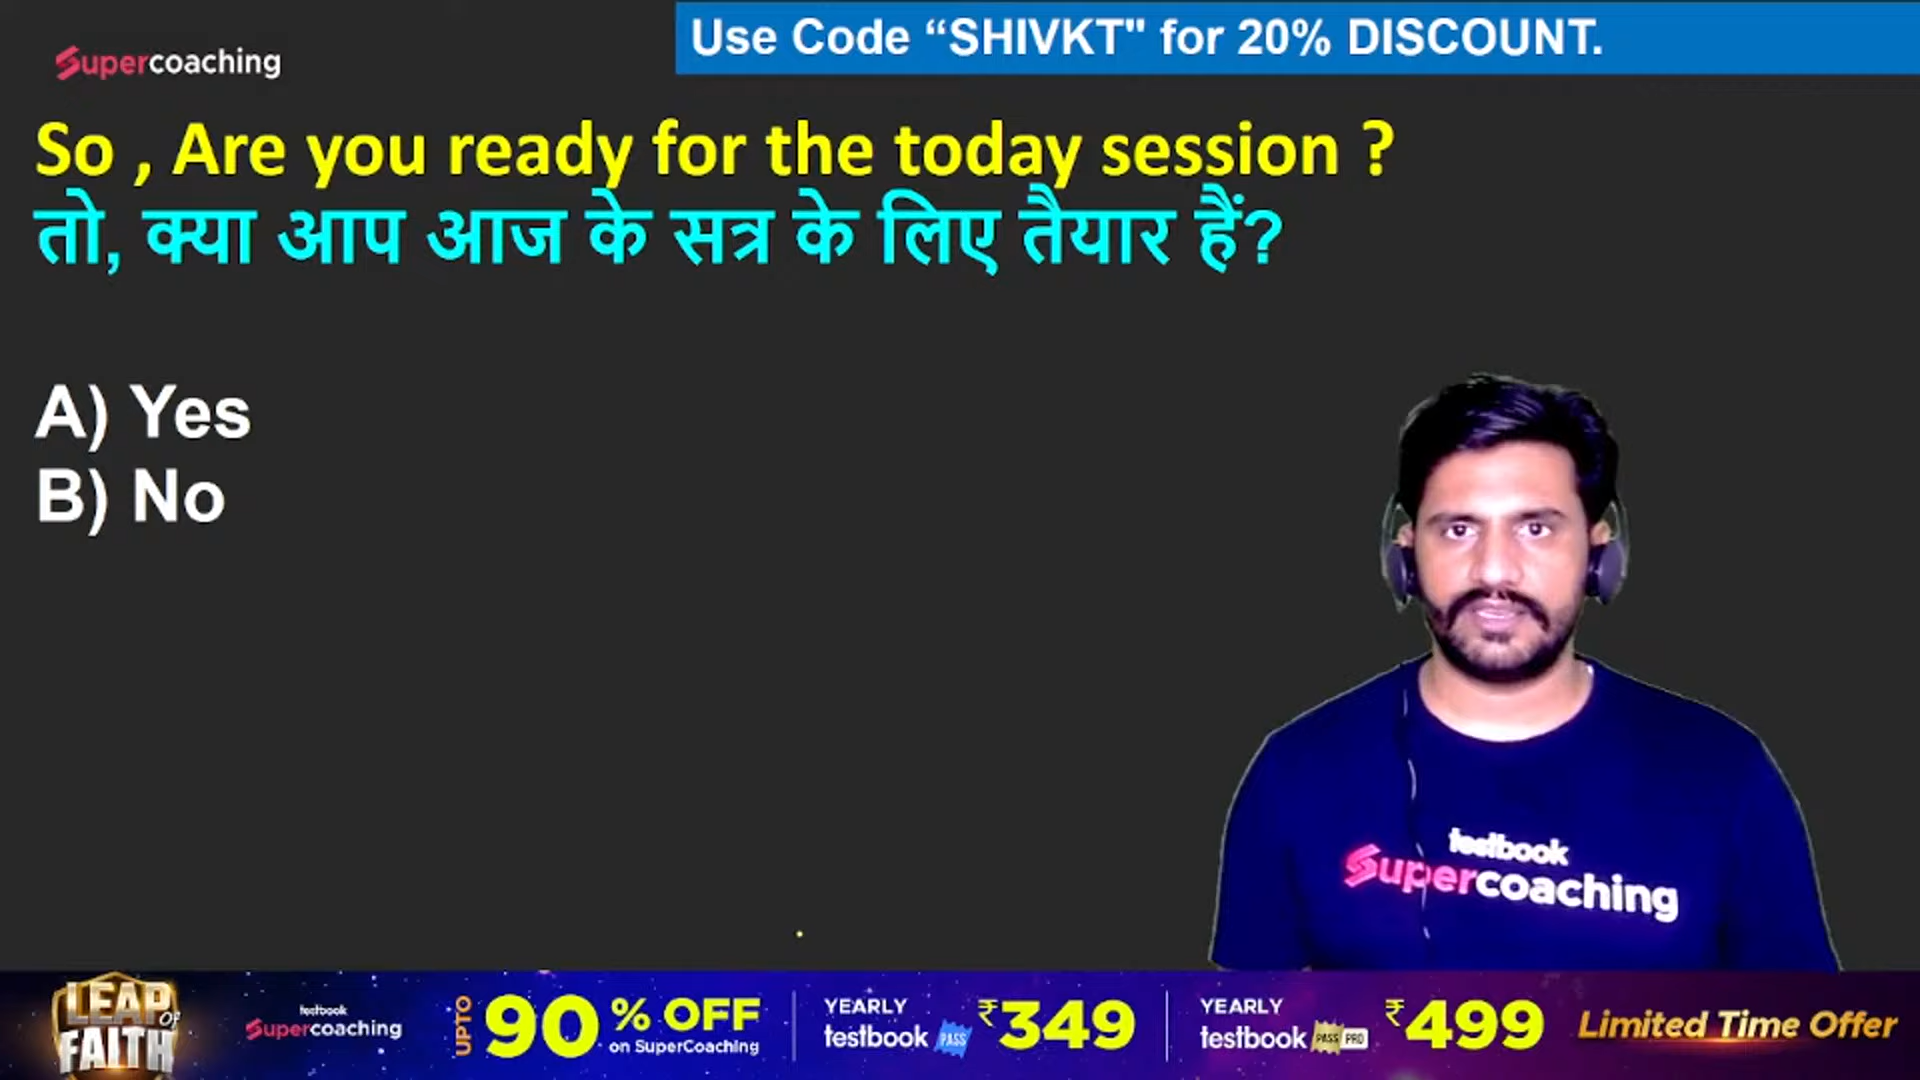 Supercoaching
Use Code “SHIVKT" for 20% DISCOUNT.
So , Are you ready for the today session ?
तो, क्या आप आज के सत्र के लिए तैयार हैं?
A) Yes
B) No
testbook
Supercoaching
LEAP OF FAITH
testbook
Supercoaching
UPTO 90% OFF
on SuperCoaching
YEARLY
testbook PASS
₹349
YEARLY
testbook PASS PRO
₹499
Limited Time Offer